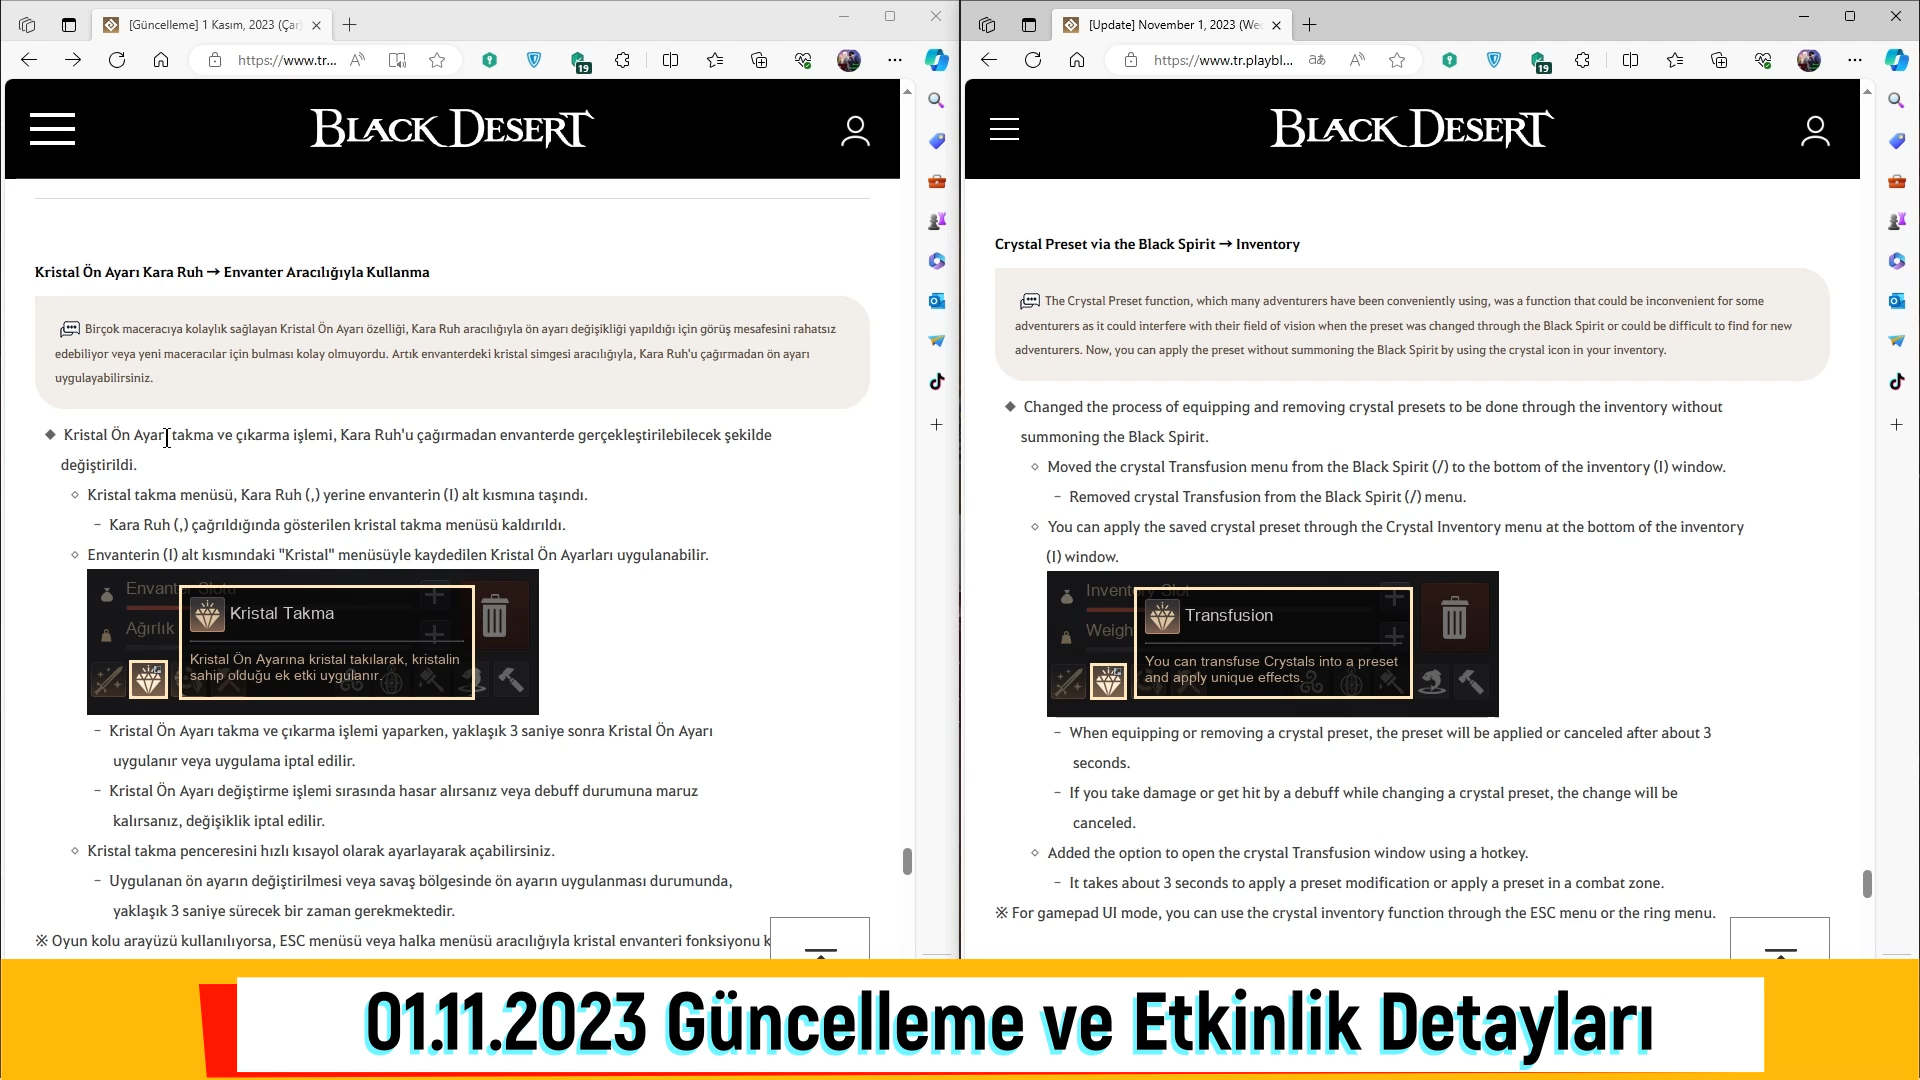 [Güncelleme] 1 Kasım, 2023 (Çar
https://www.tr...
19
BLACK DESERT
Kristal Ön Ayarı Kara Ruh → Envanter Aracılığıyla Kullanma
Birçok maceracıya kolaylık sağlayan Kristal Ön Ayarı özelliği, Kara Ruh aracılığıyla ön ayarı değişikliği yapıldığı için görüş mesafesini rahatsız
edebiliyor veya yeni maceracılar için bulması kolay olmuyordu. Artık envanterdeki kristal simgesi aracılığıyla, Kara Ruh'u çağırmadan ön ayarı
uygulayabilirsiniz.
◆ Kristal Ön Ayarı takma ve çıkarma işlemi, Kara Ruh'u çağırmadan envanterde gerçekleştirilebilecek şekilde
değiştirildi.
◇ Kristal takma menüsü, Kara Ruh (,) yerine envanterin (I) alt kısmına taşındı.
- Kara Ruh (,) çağrıldığında gösterilen kristal takma menüsü kaldırıldı.
◇ Envanterin (I) alt kısmındaki "Kristal" menüsüyle kaydedilen Kristal Ön Ayarları uygulanabilir.
Envanter Slotu
Kristal Takma
Ağırlık
Kristal Ön Ayarına kristal takılarak, kristalin
sahip olduğu ek etki uygulanır.
- Kristal Ön Ayarı takma ve çıkarma işlemi yaparken, yaklaşık 3 saniye sonra Kristal Ön Ayarı
uygulanır veya uygulama iptal edilir.
- Kristal Ön Ayarı değiştirme işlemi sırasında hasar alırsanız veya debuff durumuna maruz
kalırsanız, değişiklik iptal edilir.
◇ Kristal takma penceresini hızlı kısayol olarak ayarlayarak açabilirsiniz.
- Uygulanan ön ayarın değiştirilmesi veya savaş bölgesinde ön ayarın uygulanması durumunda,
yaklaşık 3 saniye sürecek bir zaman gerekmektedir.
※ Oyun kolu arayüzü kullanılıyorsa, ESC menüsü veya halka menüsü aracılığıyla kristal envanteri fonksiyonu k
[Update] November 1, 2023 (We
https://www.tr.playbl...
19
BLACK DESERT
Crystal Preset via the Black Spirit → Inventory
The Crystal Preset function, which many adventurers have been conveniently using, was a function that could be inconvenient for some
adventurers as it could interfere with their field of vision when the preset was changed through the Black Spirit or could be difficult to find for new
adventurers. Now, you can apply the preset without summoning the Black Spirit by using the crystal icon in your inventory.
◆ Changed the process of equipping and removing crystal presets to be done through the inventory without
summoning the Black Spirit.
◇ Moved the crystal Transfusion menu from the Black Spirit (/) to the bottom of the inventory (I) window.
- Removed crystal Transfusion from the Black Spirit (/) menu.
◇ You can apply the saved crystal preset through the Crystal Inventory menu at the bottom of the inventory
(I) window.
Inventory Slot
Transfusion
Weigh
You can transfuse Crystals into a preset
and apply unique effects.
- When equipping or removing a crystal preset, the preset will be applied or canceled after about 3
seconds.
- If you take damage or get hit by a debuff while changing a crystal preset, the change will be
canceled.
◇ Added the option to open the crystal Transfusion window using a hotkey.
- It takes about 3 seconds to apply a preset modification or apply a preset in a combat zone.
※ For gamepad UI mode, you can use the crystal inventory function through the ESC menu or the ring menu.
01.11.2023 Güncelleme ve Etkinlik Detayları